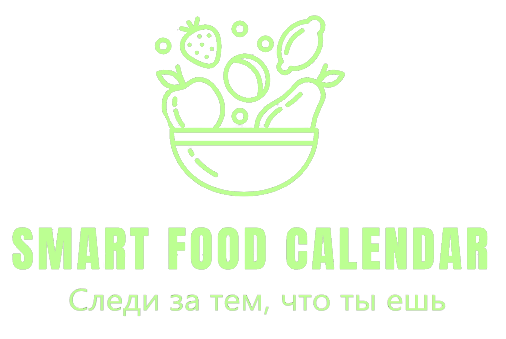 SMART FOOD CALENDAR
Следи за тем, что ты ешь